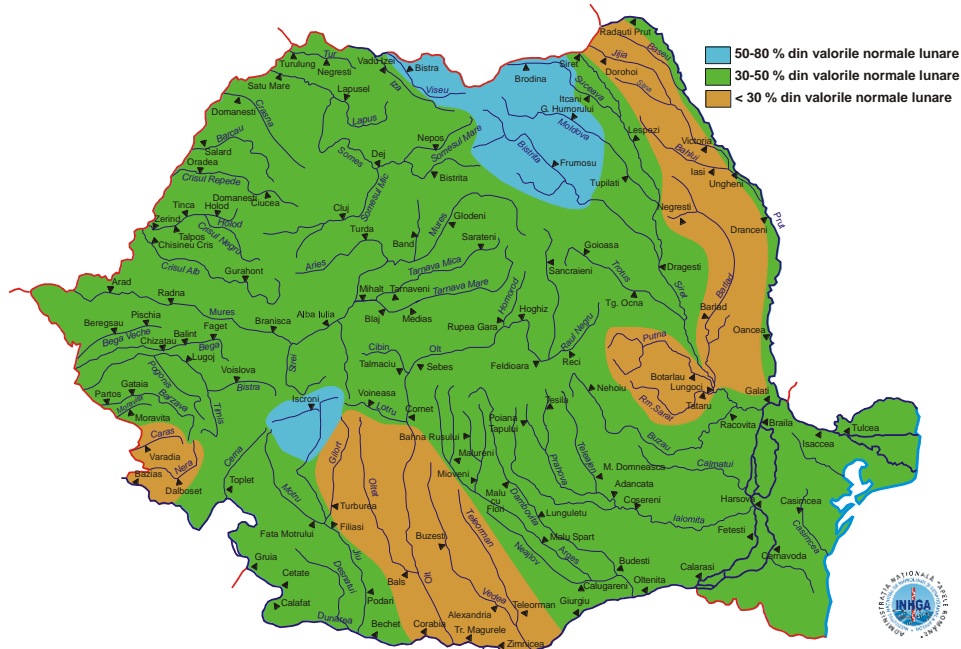 50-80 % din valorile normale lunare
30-50 % din valorile normale lunare
< 30 % din valorile normale lunare
Radauti Prut
Baseu
Jijia
Dorohoi
Siret
Suceava
Brodina
Itcani
G. Humorului
Moldova
Bistrita
Frumosu
Lespezi
Tupilati
Victoria
Bahlui
Iasi
Ungheni
Prut
Negresti
Dranceni
Barlad
Barlad
Oancea
Turulung
Tur
Negresti
Vadu Izei
Iza
Bistra
Viseu
Satu Mare
Domanesti
Crasna
Lapusel
Lapus
Barcau
Salard
Oradea
Crisul Repede
Ciucea
Somes
Dej
Nepos
Somesul Mare
Bistrita
Somesul Mic
Cluj
Tinca
Domanesti
Holod
Holod
Zerind
Talpos
Chisineu Cris
Crisul Negru
Crisul Alb
Gurahont
Turda
Aries
Band
Mures
Glodeni
Sarateni
Tarnava Mica
Tarnaveni
Mihalt
Tarnava Mare
Blaj
Medias
Alba Iulia
Goioasa
Sancraieni
Trotus
Dragesti
Siret
Tg. Ocna
Homorod
Hoghiz
Rupea Gara
Raul Negru
Reci
Feldioara
Olt
Cibin
Talmaciu
Sebes
Arad
Radna
Mures
Branisca
Strei
Pischia
Beregsau
Bega Veche
Chizatau
Balint
Faget
Bega
Lugoj
Pogonis
Voislova
Bistra
Gataia
Partos
Moravita
Moravita
Barzava
Timis
Caras
Varadia
Nera
Bazias
Dalboset
Cerna
Toplet
Iscroni
Voineasa
Lotru
Cornet
Gilort
Motru
Turburea
Filiasi
Fata Motrului
Jiu
Desnatui
Gruia
Cetate
Calafat
Dunarea
Podari
Bechet
Bals
Oltet
Olt
Corabia
Buzesti
Teleorman
Vedea
Alexandria
Teleorman
Tr. Magurele
Zimnicea
Giurgiu
Bahna Rusului
Malureni
Mioveni
Poiana
Tapului
Tesila
Nehoiu
Putna
Botarlau
Lungoci
Tataru
Rm.Sarat
Racovita
Buzau
Teleajen
Prahova
M. Domneasca
Adancata
Cosereni
Ialomita
Calmatui
Malu
cu
Flori
Dambovita
Lunguletu
Malu Spart
Arges
Neajlov
Budesti
Calugareni
Oltenita
Calarasi
Galati
Braila
Isaccea
Tulcea
Harsova
Casimcea
Casimcea
Fetesti
Cernavoda
ADMINISTRATIA NATIONALA "APELE ROMANE"
INHGA